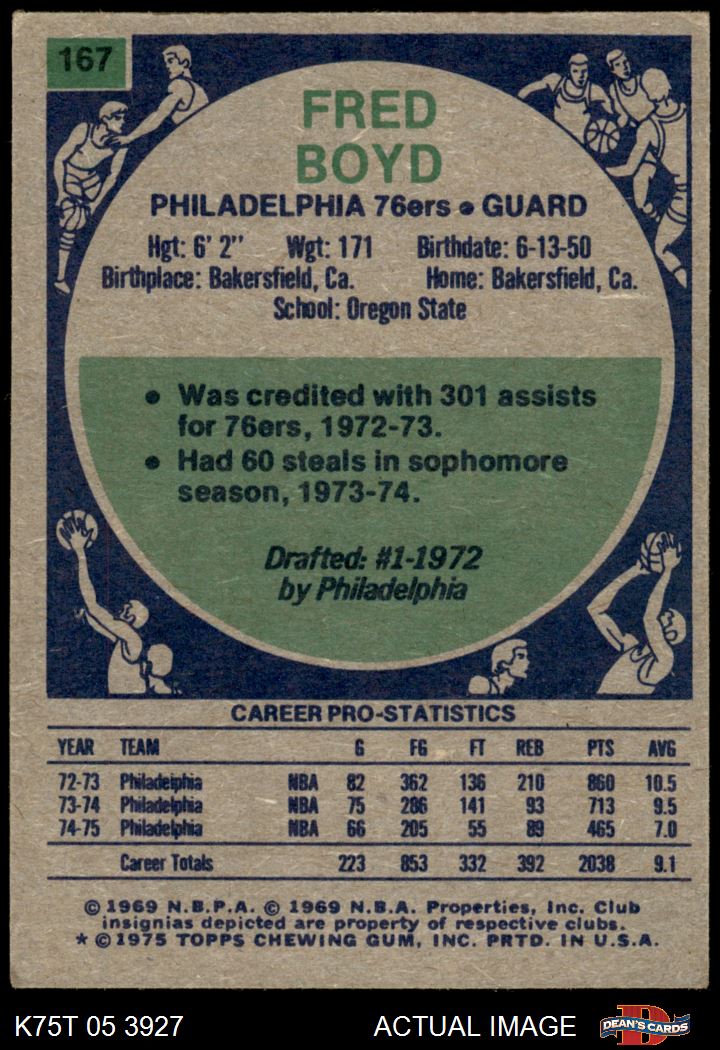 167
FRED
BOYD
PHILADELPHIA 76ers • GUARD
Hgt: 6' 2" Wgt: 171 Birthdate: 6-13-50
Birthplace: Bakersfield, Ca. Home: Bakersfield, Ca.
School: Oregon State
• Was credited with 301 assists
for 76ers, 1972-73.
• Had 60 steals in sophomore
season, 1973-74.
Drafted: #1-1972
by Philadelphia
CAREER PRO-STATISTICS
YEAR TEAM G FG FT REB PTS AVG
72-73 Philadelphia NBA 82 362 136 210 860 10.5
73-74 Philadelphia NBA 75 286 141 93 713 9.5
74-75 Philadelphia NBA 66 205 55 89 465 7.0
Career Totals 223 853 332 392 2038 9.1
© 1969 N.B.P.A. © 1969 N.B.A. Properties, Inc. Club
insignias depicted are property of respective clubs.
* © 1975 TOPPS CHEWING GUM, INC. PRTD. IN U.S.A.
K75T 05 3927 ACTUAL IMAGE DEAN'S CARDS